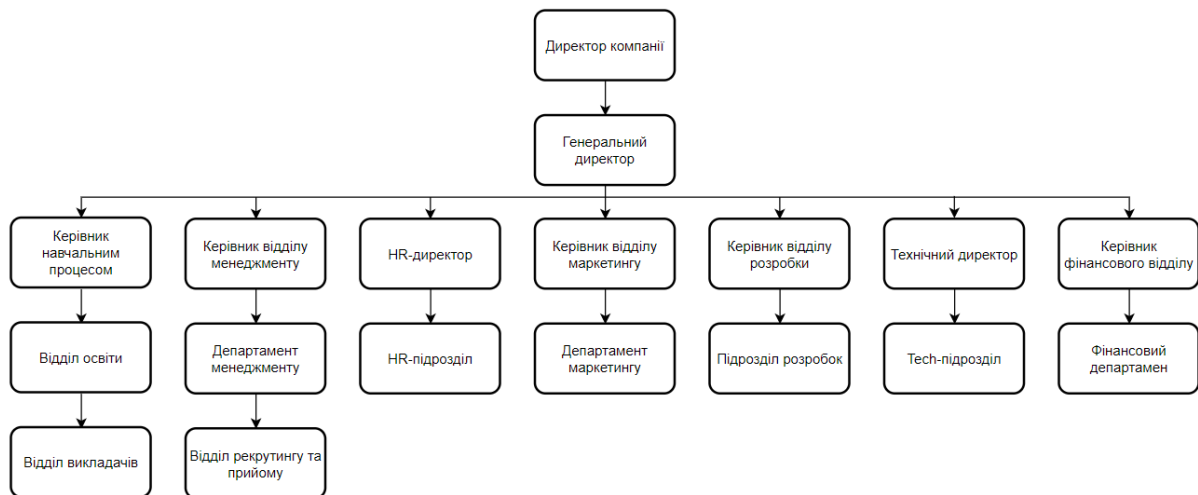 Директор компанії
Генеральний
директор
Керівник
навчальним
процесом
Керівник відділу
менеджменту
HR-директор
Керівник відділу
маркетингу
Керівник відділу
розробки
Технічний директор
Керівник
фінансового відділу
Відділ освіти
Департамент
менеджменту
HR-підрозділ
Департамент
маркетингу
Підрозділ розробок
Tech-підрозділ
Фінансовий
департамен
Відділ викладачів
Відділ рекрутингу та
прийому